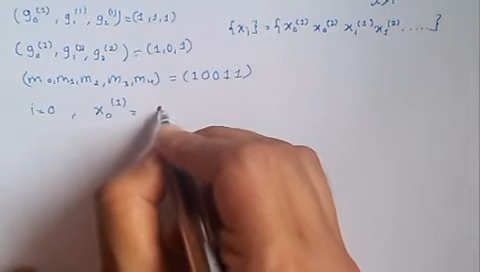 (g₀⁽¹⁾, g₁⁽¹⁾, g₂⁽¹⁾) = (1,1,1)
{xᵢ} = {x₀⁽¹⁾ x₀⁽²⁾ x₁⁽¹⁾ x₁⁽²⁾ .....}
(g₀⁽²⁾, g₁⁽²⁾, g₂⁽²⁾) = (1,0,1)
(m₀, m₁, m₂, m₃, m₄) = (10011)
i=0 , x₀⁽¹⁾ =